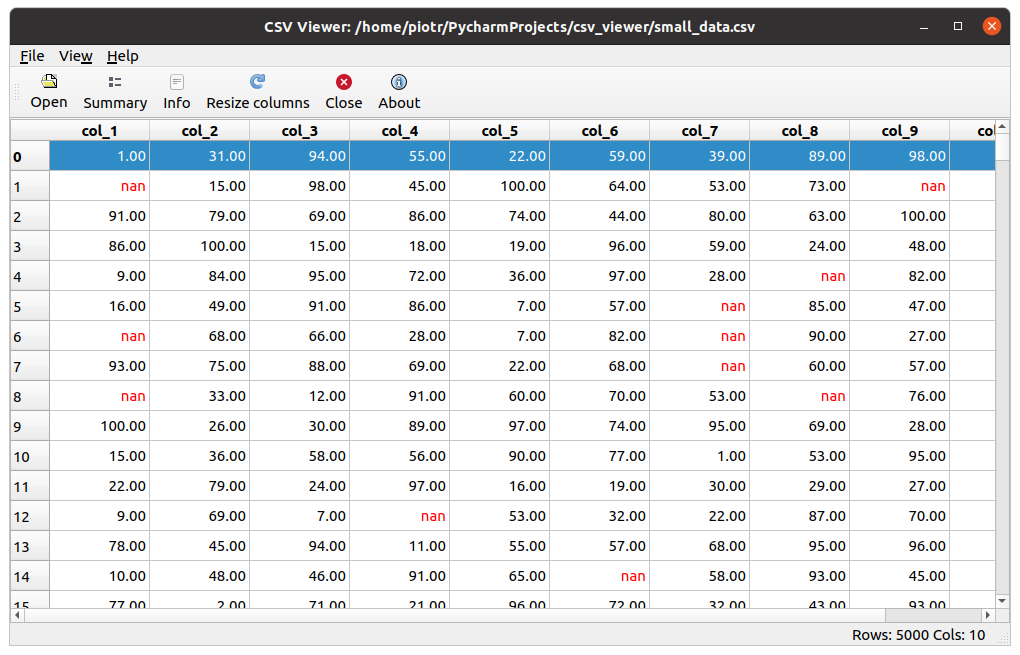 CSV Viewer: /home/piotr/PycharmProjects/csv_viewer/small_data.csv
File View Help
Open Summary Info Resize columns Close About
col_1 col_2 col_3 col_4 col_5 col_6 col_7 col_8 col_9
0 1.00 31.00 94.00 55.00 22.00 59.00 39.00 89.00 98.00
1 nan 15.00 98.00 45.00 100.00 64.00 53.00 73.00 nan
2 91.00 79.00 69.00 86.00 74.00 44.00 80.00 63.00 100.00
3 86.00 100.00 15.00 18.00 19.00 96.00 59.00 24.00 48.00
4 9.00 84.00 95.00 72.00 36.00 97.00 28.00 nan 82.00
5 16.00 49.00 91.00 86.00 7.00 57.00 nan 85.00 47.00
6 nan 68.00 66.00 28.00 7.00 82.00 nan 90.00 27.00
7 93.00 75.00 88.00 69.00 22.00 68.00 nan 60.00 57.00
8 nan 33.00 12.00 91.00 60.00 70.00 53.00 nan 76.00
9 100.00 26.00 30.00 89.00 97.00 74.00 95.00 69.00 28.00
10 15.00 36.00 58.00 56.00 90.00 77.00 1.00 53.00 95.00
11 22.00 79.00 24.00 97.00 16.00 19.00 30.00 29.00 27.00
12 9.00 69.00 7.00 nan 53.00 32.00 22.00 87.00 70.00
13 78.00 45.00 94.00 11.00 55.00 57.00 68.00 95.00 96.00
14 10.00 48.00 46.00 91.00 65.00 nan 58.00 93.00 45.00
15 77.00 2.00 71.00 21.00 96.00 72.00 32.00 43.00 93.00
Rows: 5000 Cols: 10